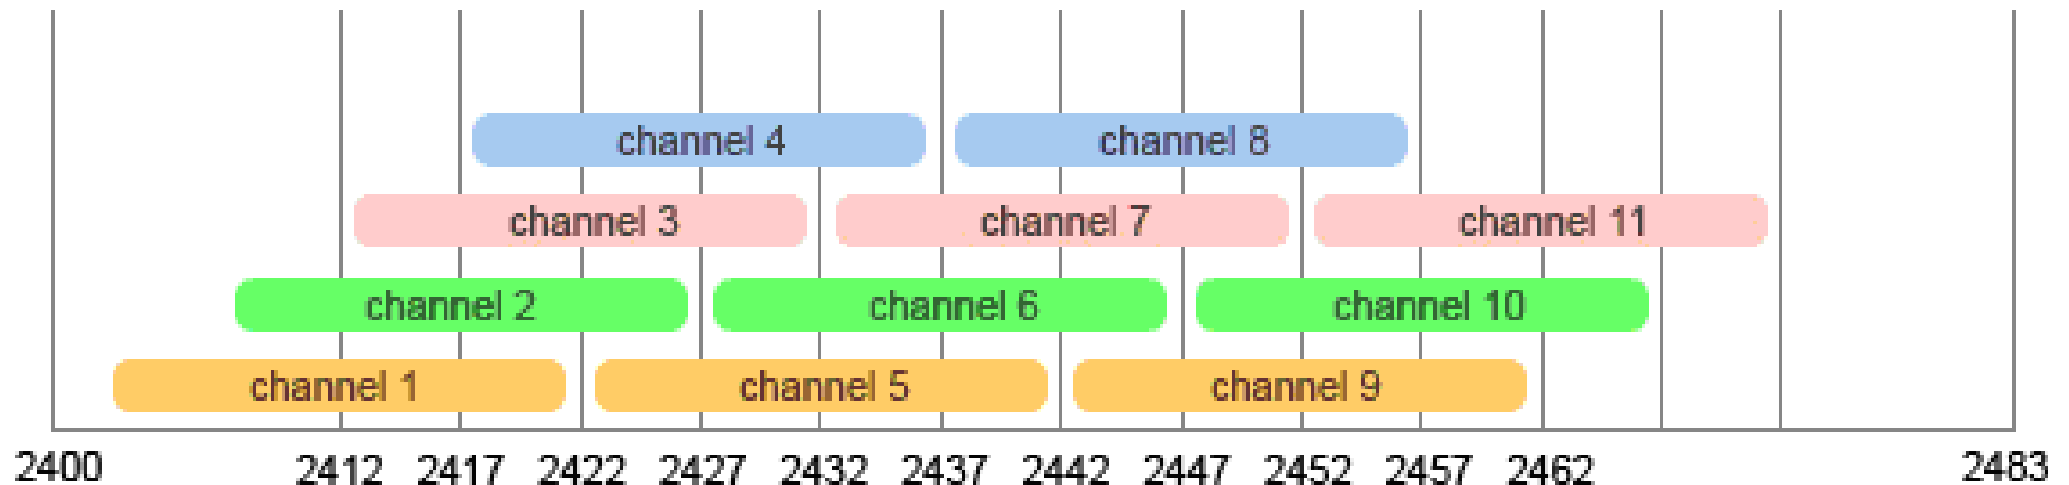 channel 4 channel 8
channel 3 channel 7 channel 11
channel 2 channel 6 channel 10
channel 1 channel 5 channel 9
2400 2412 2417 2422 2427 2432 2437 2442 2447 2452 2457 2462 2483